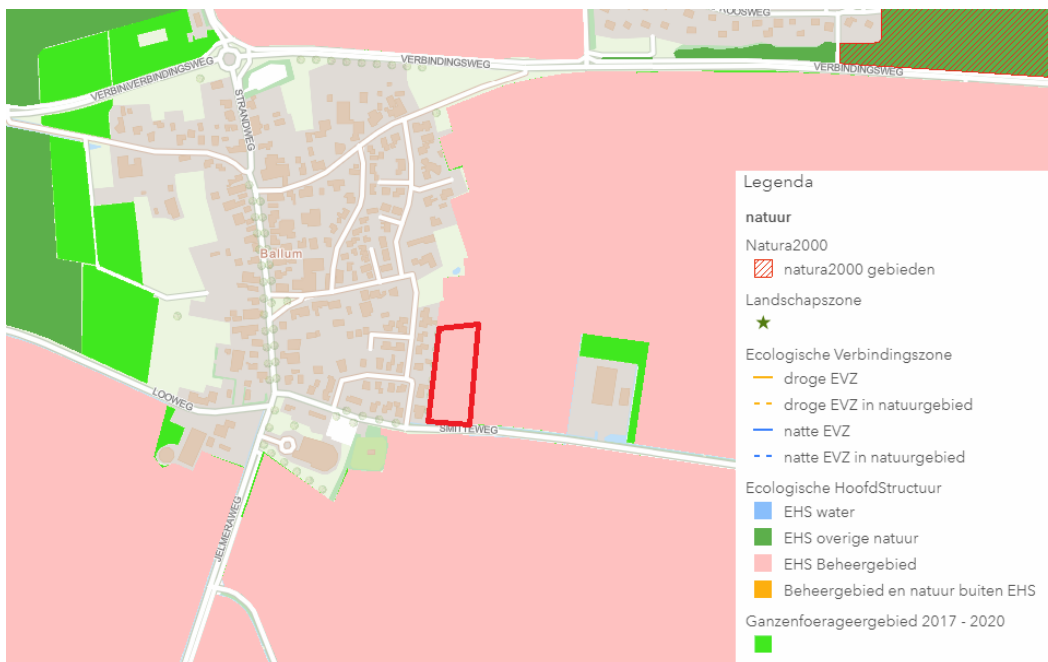 ROOSWEG
VERBINDINGSWEG
VERBINVERBINDINGSWEG
VERBINDINGSWEG
STRANDWEG
Ballum
LOOWEG
SMITTEWEG
JELMERAWEG
Legenda
natuur
Natura2000
natura2000 gebieden
Landschapszone
Ecologische Verbindingszone
droge EVZ
droge EVZ in natuurgebied
natte EVZ
natte EVZ in natuurgebied
Ecologische HoofdStructuur
EHS water
EHS overige natuur
EHS Beheergebied
Beheergebied en natuur buiten EHS
Ganzenfoerageergebied 2017 - 2020